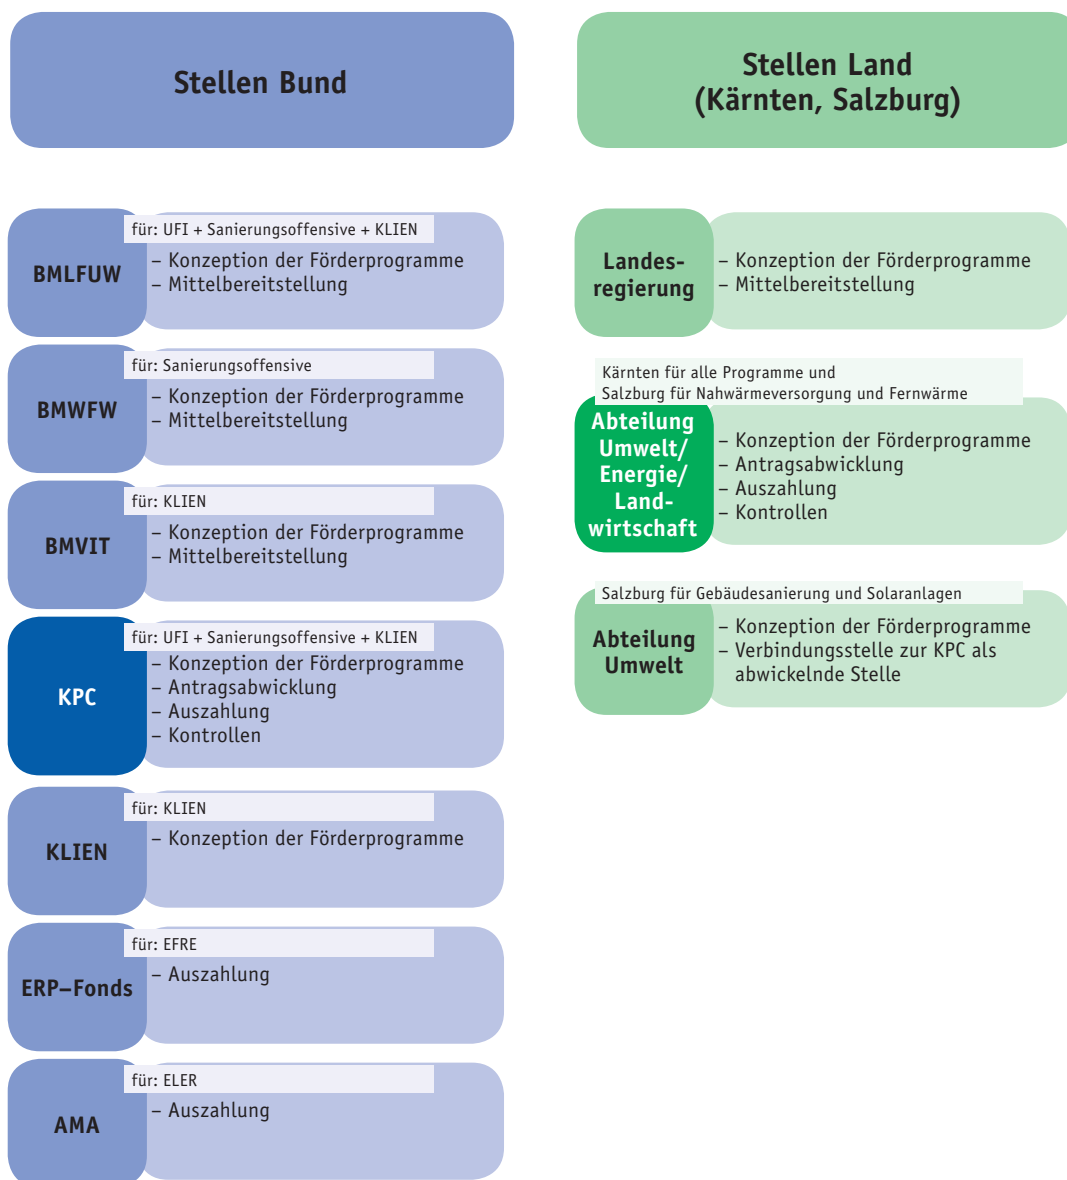 Stellen Bund
BMLFUW
für: UFI + Sanierungsoffensive + KLIEN
– Konzeption der Förderprogramme
– Mittelbereitstellung
BMWFW
für: Sanierungsoffensive
– Konzeption der Förderprogramme
– Mittelbereitstellung
BMVIT
für: KLIEN
– Konzeption der Förderprogramme
– Mittelbereitstellung
KPC
für: UFI + Sanierungsoffensive + KLIEN
– Konzeption der Förderprogramme
– Antragsabwicklung
– Auszahlung
– Kontrollen
KLIEN
für: KLIEN
– Konzeption der Förderprogramme
ERP–Fonds
für: EFRE
– Auszahlung
AMA
für: ELER
– Auszahlung
Stellen Land
(Kärnten, Salzburg)
Landes-
regierung
– Konzeption der Förderprogramme
– Mittelbereitstellung
Kärnten für alle Programme und
Salzburg für Nahwärmeversorgung und Fernwärme
Abteilung
Umwelt/
Energie/
Land-
wirtschaft
– Konzeption der Förderprogramme
– Antragsabwicklung
– Auszahlung
– Kontrollen
Salzburg für Gebäudesanierung und Solaranlagen
Abteilung
Umwelt
– Konzeption der Förderprogramme
– Verbindungsstelle zur KPC als
abwickelnde Stelle